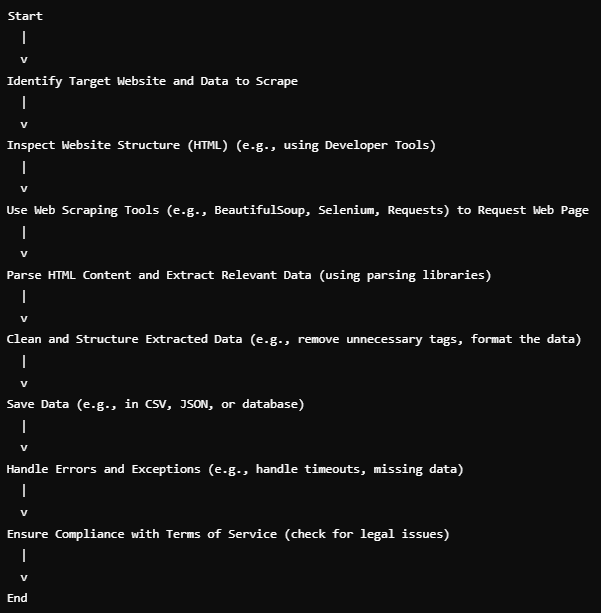 Start
|
v
Identify Target Website and Data to Scrape
|
v
Inspect Website Structure (HTML) (e.g., using Developer Tools)
|
v
Use Web Scraping Tools (e.g., BeautifulSoup, Selenium, Requests) to Request Web Page
|
v
Parse HTML Content and Extract Relevant Data (using parsing libraries)
|
v
Clean and Structure Extracted Data (e.g., remove unnecessary tags, format the data)
|
v
Save Data (e.g., in CSV, JSON, or database)
|
v
Handle Errors and Exceptions (e.g., handle timeouts, missing data)
|
v
Ensure Compliance with Terms of Service (check for legal issues)
|
v
End